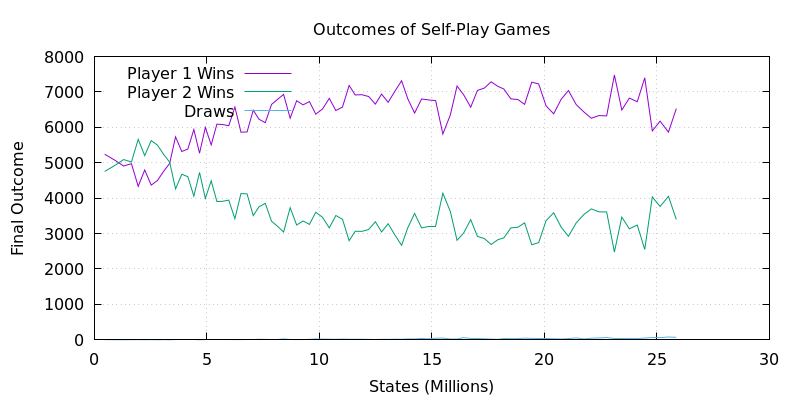 Outcomes of Self-Play Games
8000
7000
6000
5000
4000
3000
2000
1000
0
Final Outcome
Player 1 Wins
Player 2 Wins
Draws
0 5 10 15 20 25 30
States (Millions)